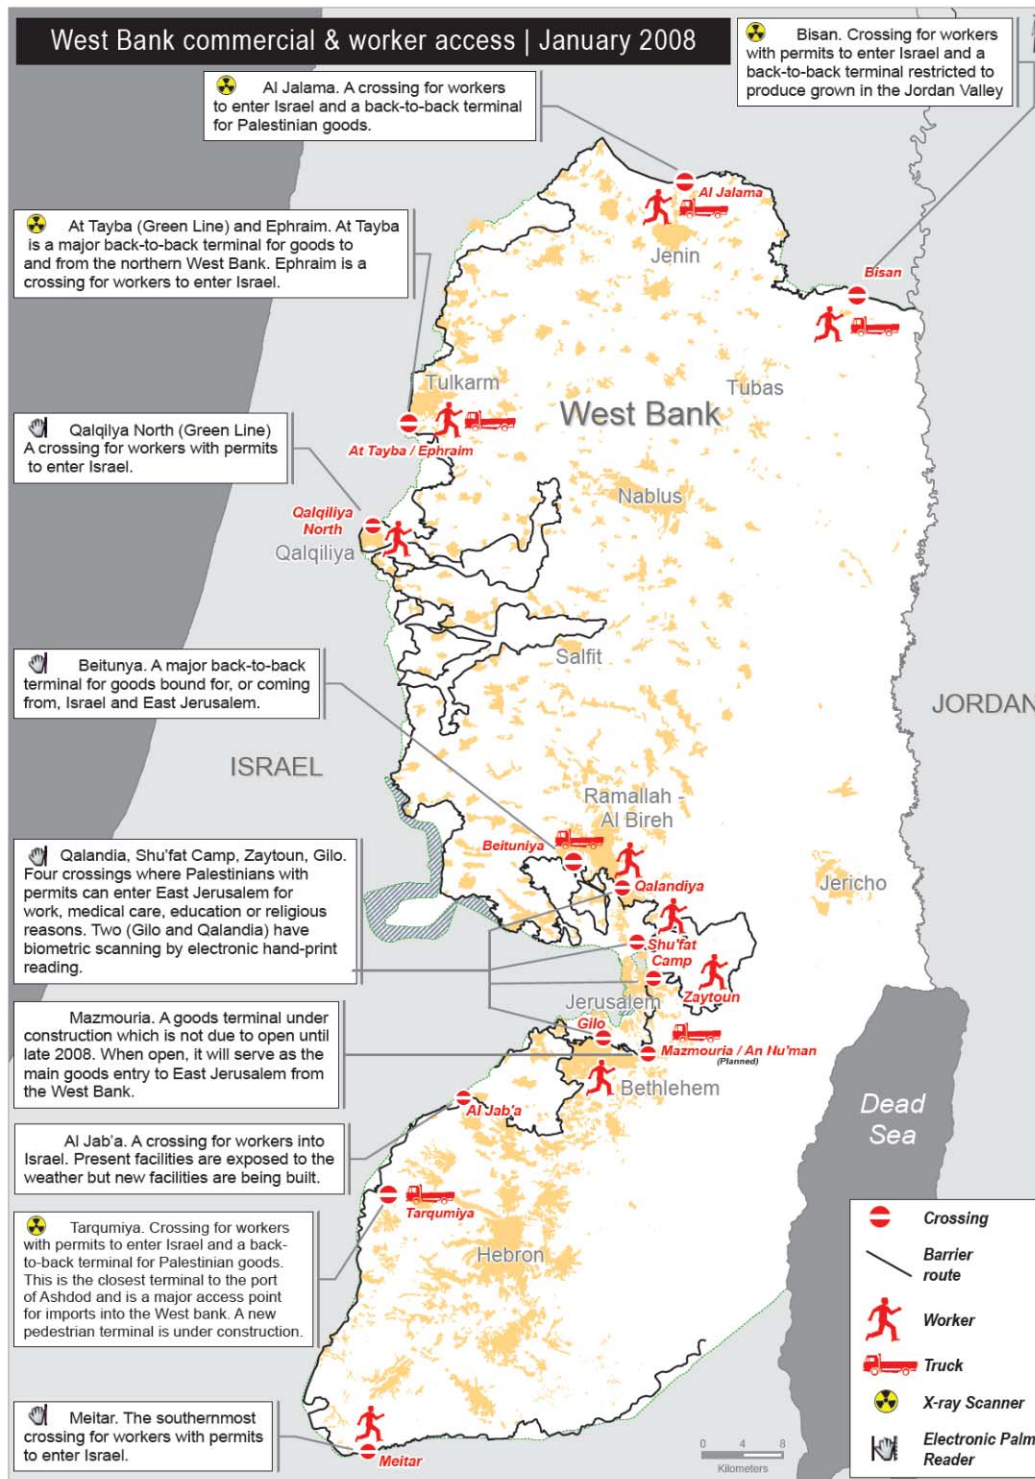 West Bank commercial & worker access | January 2008
Bisan. Crossing for workers
with permits to enter Israel and a
back-to-back terminal restricted to
produce grown in the Jordan Valley
Al Jalama. A crossing for workers
to enter Israel and a back-to-back terminal
for Palestinian goods.
Al Jalama
Jenin
At Tayba (Green Line) and Ephraim. At Tayba
is a major back-to-back terminal for goods to
and from the northern West Bank. Ephraim is a
crossing for workers to enter Israel.
Bisan
Tulkarm
Tubas
West Bank
At Tayba / Ephraim
Qalqilya North (Green Line)
A crossing for workers with permits
to enter Israel.
Nablus
Qalqiliya
North
Qalqiliya
Salfit
Beitunya. A major back-to-back
terminal for goods bound for, or coming
from, Israel and East Jerusalem.
JORDAN
ISRAEL
Ramallah -
Al Bireh
Beituniya
Qalandia, Shu'fat Camp, Zaytoun, Gilo.
Four crossings where Palestinians with
permits can enter East Jerusalem for
work, medical care, education or religious
reasons. Two (Gilo and Qalandia) have
biometric scanning by electronic hand-print
reading.
Qalandiya
Jericho
Shu'fat
Camp
Zaytoun
Jerusalem
Gilo
Mazmouria / An Nu'man
(Planned)
Mazmouria. A goods terminal under
construction which is not due to open until
late 2008. When open, it will serve as the
main goods entry to East Jerusalem from
the West Bank.
Bethlehem
Al Jab'a
Dead
Sea
Al Jab'a. A crossing for workers into
Israel. Present facilities are exposed to the
weather but new facilities are being built.
Tarqumiya
Tarqumiya. Crossing for workers
with permits to enter Israel and a back-
to-back terminal for Palestinian goods.
This is the closest terminal to the port
of Ashdod and is a major access point
for imports into the West bank. A new
pedestrian terminal is under construction.
Hebron
Crossing
Barrier
route
Worker
Truck
X-ray Scanner
Electronic Palm
Reader
Meitar. The southernmost
crossing for workers with permits
to enter Israel.
Meitar
0 4 8
Kilometers